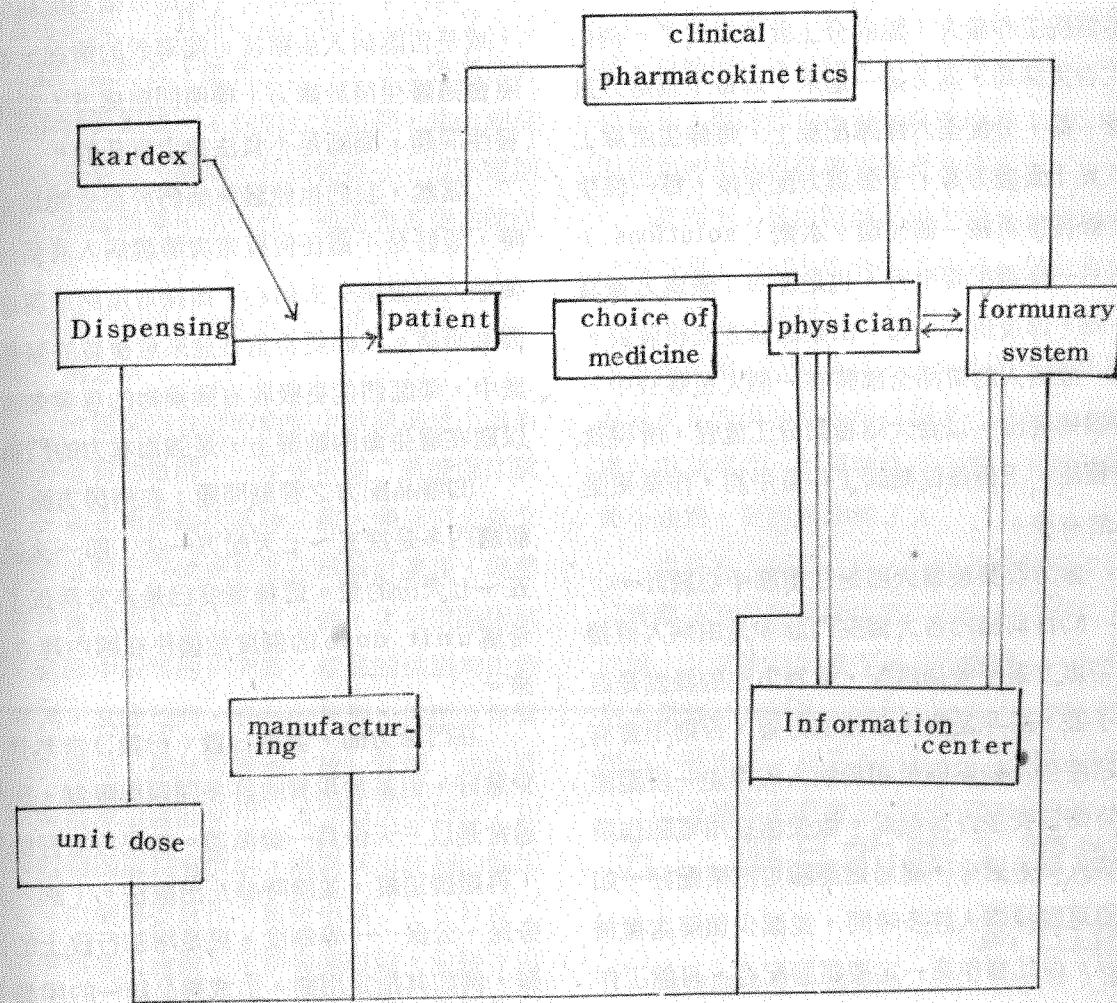 clinical
pharmacokinetics
kardex
Dispensing
patient
choice of
medicine
physician
formunary
system
manufactur-
ing
Information
center
unit dose